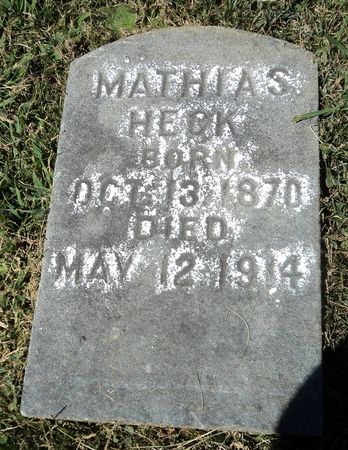 MATHIAS
HECK
BORN
OCT. 13 1870
DIED
MAY 12 1914